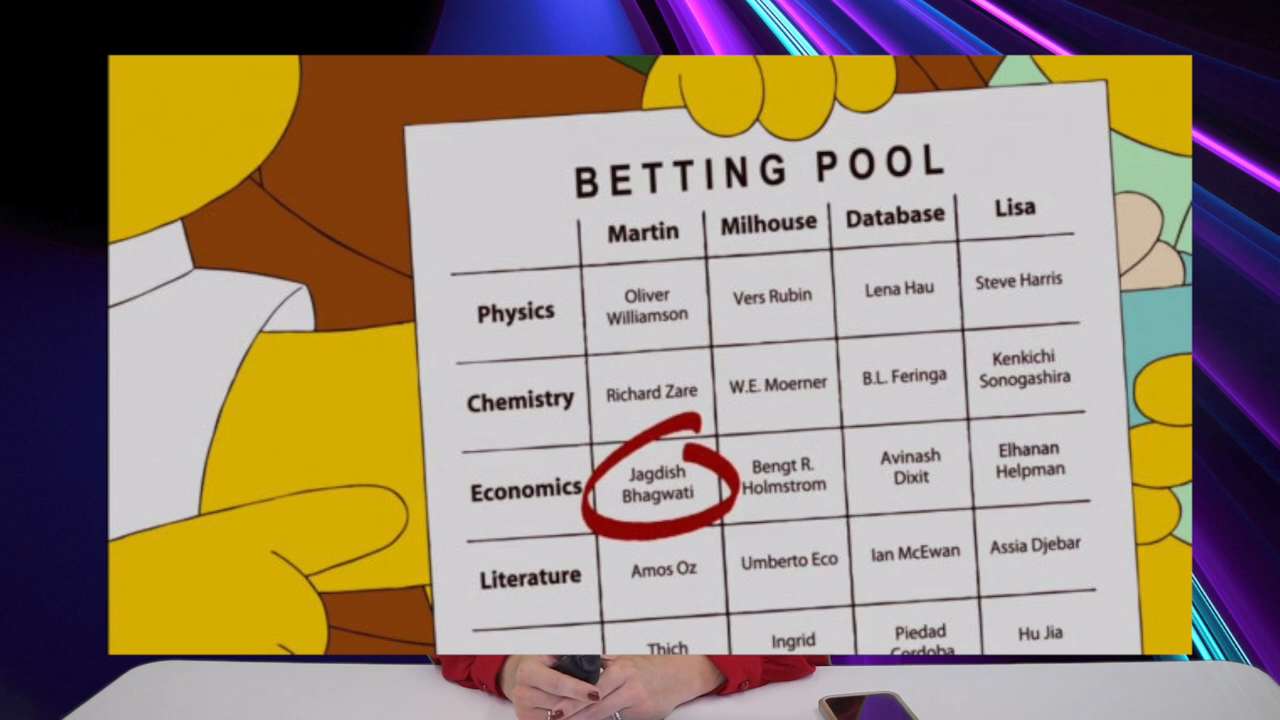 BETTING POOL
Martin Milhouse Database Lisa
Physics Oliver Williamson Vers Rubin Lena Hau Steve Harris
Chemistry Richard Zare W.E. Moerner B.L. Feringa Kenkichi Sonogashira
Economics Jagdish Bhagwati Bengt R. Holmstrom Avinash Dixit Elhanan Helpman
Literature Amos Oz Umberto Eco Ian McEwan Assia Djebar
Thich Ingrid Piedad Cordoba Hu Jia